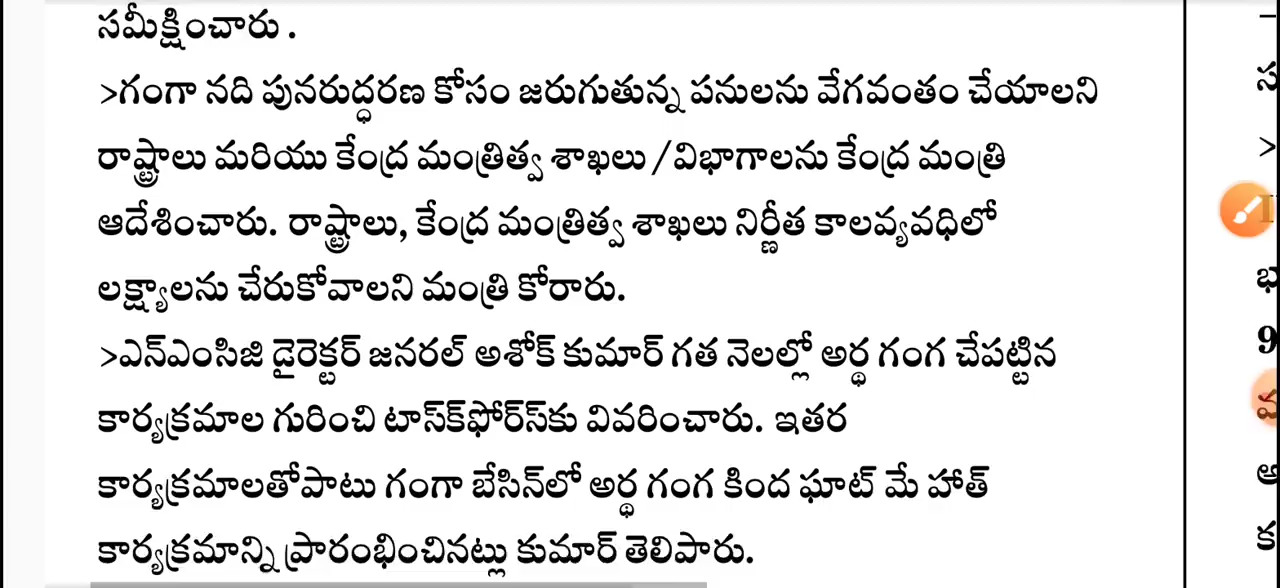 సమీక్షించారు .
>గంగా నది పునరుద్ధరణ కోసం జరుగుతున్న పనులను వేగవంతం చేయాలని
రాష్ట్రాలు మరియు కేంద్ర మంత్రిత్వ శాఖలు /విభాగాలను కేంద్ర మంత్రి
ఆదేశించారు. రాష్ట్రాలు, కేంద్ర మంత్రిత్వ శాఖలు నిర్ణీత కాలవ్యవధిలో
లక్ష్యాలను చేరుకోవాలని మంత్రి కోరారు.
>ఎన్ఎంసిజి డైరెక్టర్ జనరల్ అశోక్ కుమార్ గత నెలల్లో అర్థ గంగ చేపట్టిన
కార్యక్రమాల గురించి టాస్క్‌ఫోర్స్‌కు వివరించారు. ఇతర
కార్యక్రమాలతోపాటు గంగా బేసిన్‌లో అర్థ గంగ కింద ఘాట్ మే హాత్
కార్యక్రమాన్ని ప్రారంభించినట్లు కుమార్ తెలిపారు.